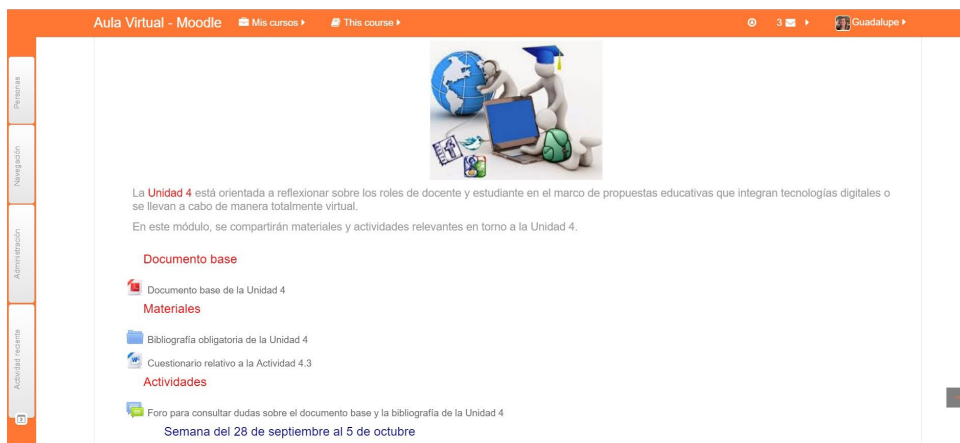 Aula Virtual - Moodle Mis cursos This course 3 Guadalupe
Personas
Navegación
Administración
Actividad reciente
La Unidad 4 está orientada a reflexionar sobre los roles de docente y estudiante en el marco de propuestas educativas que integran tecnologías digitales o
se llevan a cabo de manera totalmente virtual.
En este módulo, se compartirán materiales y actividades relevantes en torno a la Unidad 4.
Documento base
Documento base de la Unidad 4
Materiales
Bibliografía obligatoria de la Unidad 4
Cuestionario relativo a la Actividad 4.3
Actividades
Foro para consultar dudas sobre el documento base y la bibliografía de la Unidad 4
Semana del 28 de septiembre al 5 de octubre